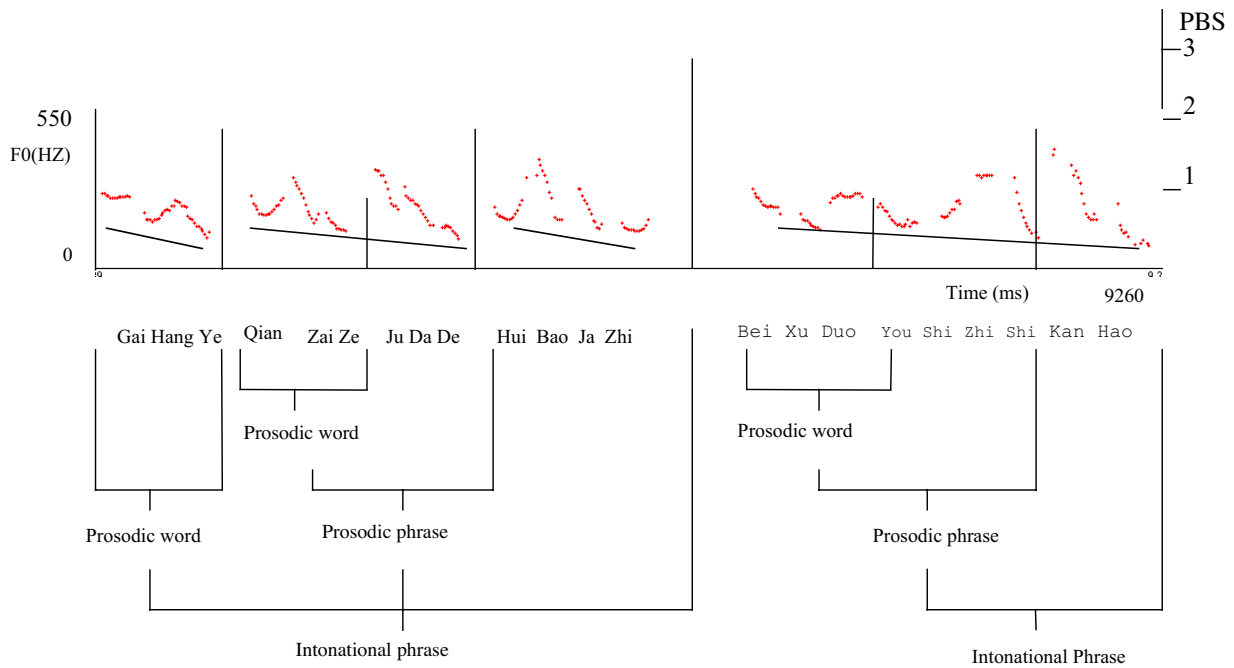 PBS
3
2
550
F0(HZ)
1
0
Time (ms) 9260
Gai Hang Ye Qian Zai Ze Ju Da De Hui Bao Ja Zhi Bei Xu Duo You Shi Zhi Shi Kan Hao
Prosodic word Prosodic word
Prosodic word Prosodic phrase Prosodic phrase
Intonational phrase Intonational Phrase